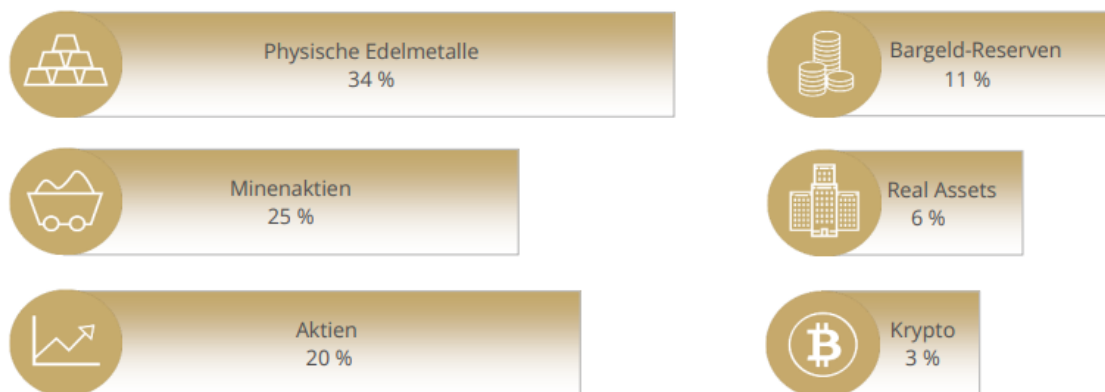 Physische Edelmetalle
34 %
Minenaktien
25 %
Aktien
20 %
Bargeld-Reserven
11 %
Real Assets
6 %
Krypto
3 %